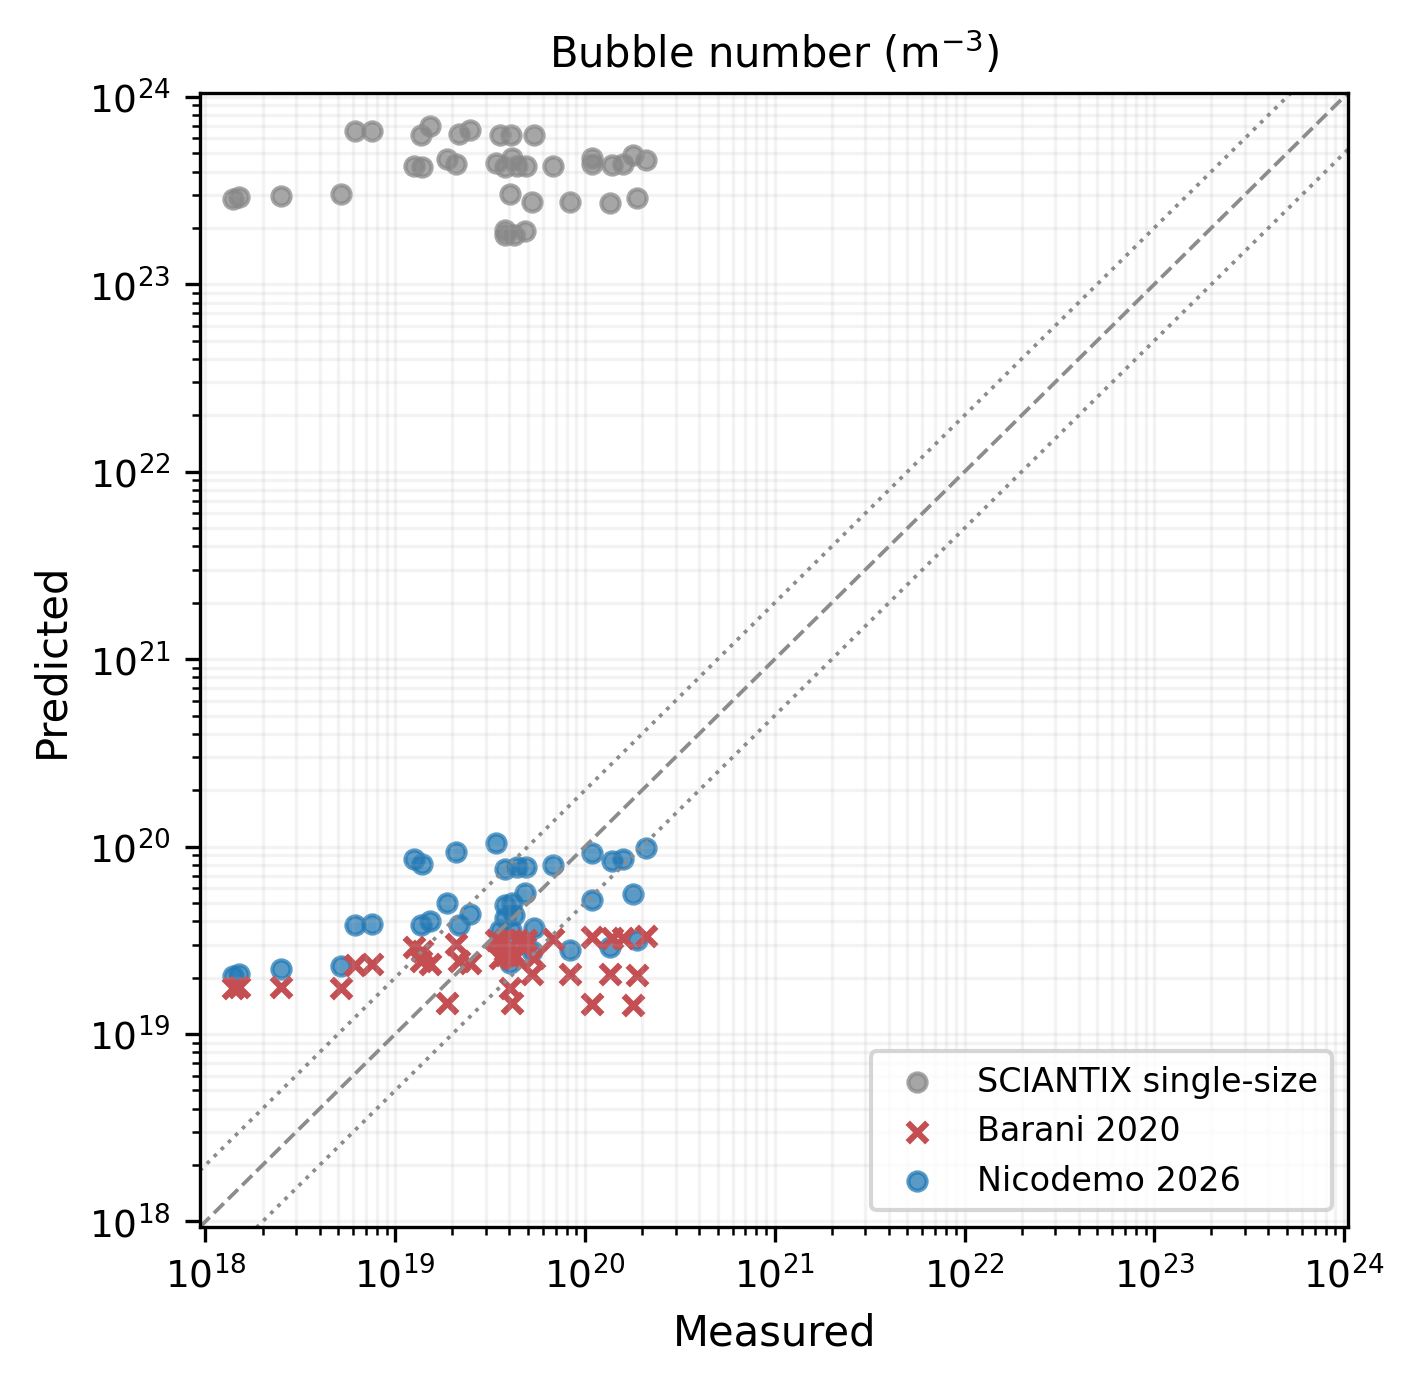 Bubble number (m⁻³)
10²⁴
10²³
10²²
10²¹
10²⁰
10¹⁹
10¹⁸
Predicted
SCIANTIX single-size
Barani 2020
Nicodemo 2026
10¹⁸ 10¹⁹ 10²⁰ 10²¹ 10²² 10²³ 10²⁴
Measured